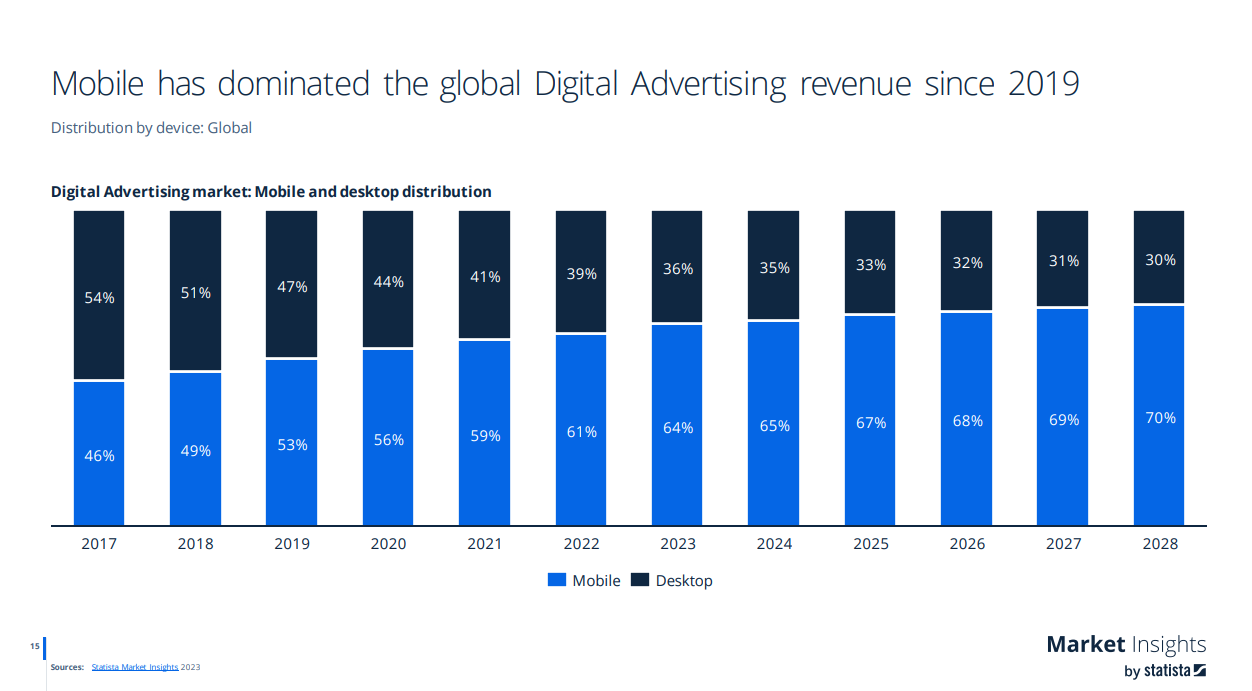 Mobile has dominated the global Digital Advertising revenue since 2019
Distribution by device: Global
Digital Advertising market: Mobile and desktop distribution
54% 51% 47% 44% 41% 39% 36% 35% 33% 32% 31% 30%
46% 49% 53% 56% 59% 61% 64% 65% 67% 68% 69% 70%
2017 2018 2019 2020 2021 2022 2023 2024 2025 2026 2027 2028
Mobile Desktop
15
Sources: Statista Market Insights 2023
Market Insights
by statista